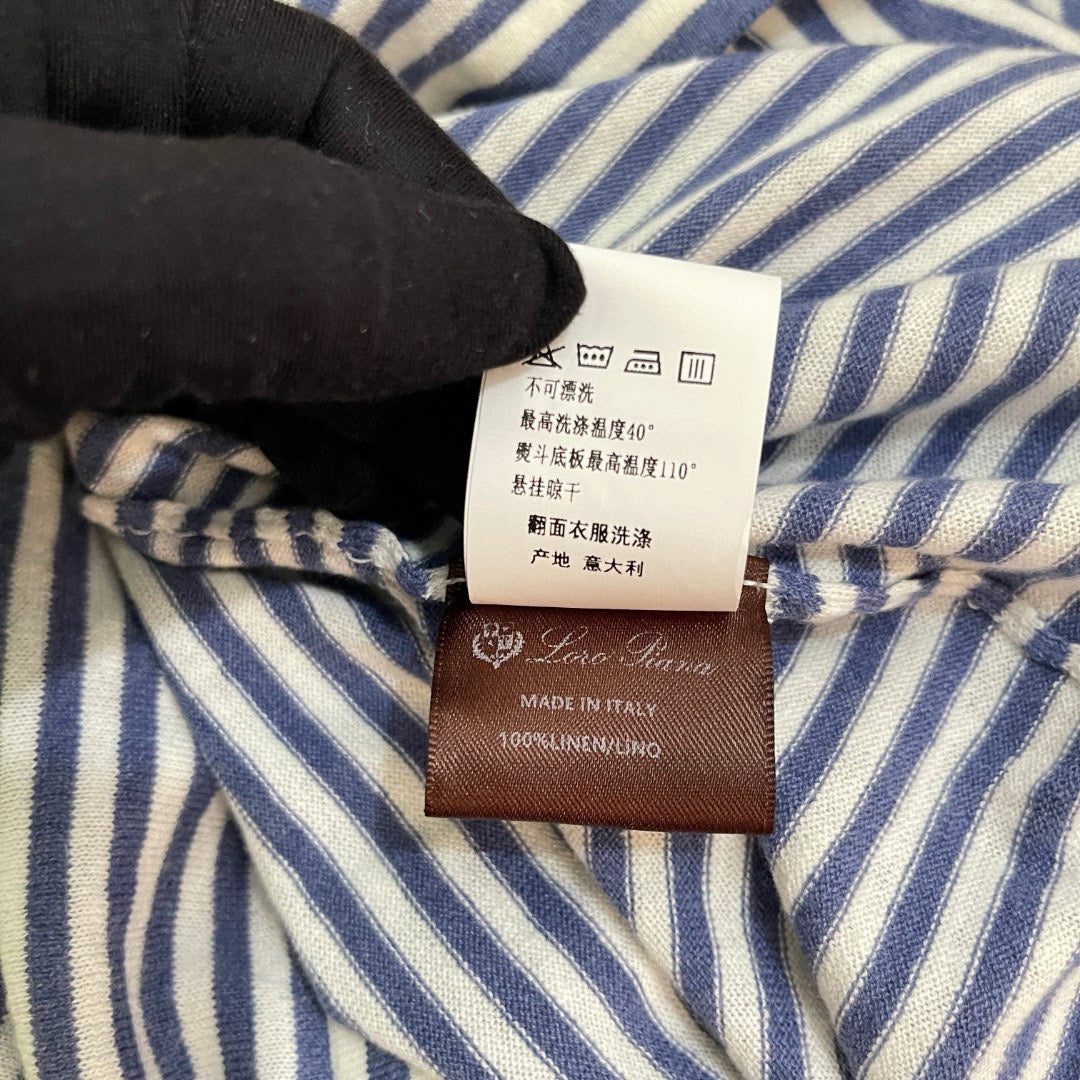 不可漂洗
最高洗涤温度40°
熨斗底板最高温度110°
悬挂晾干
翻面衣服洗涤
产地 意大利
Loro Piana
MADE IN ITALY
100%LINEN/LINO